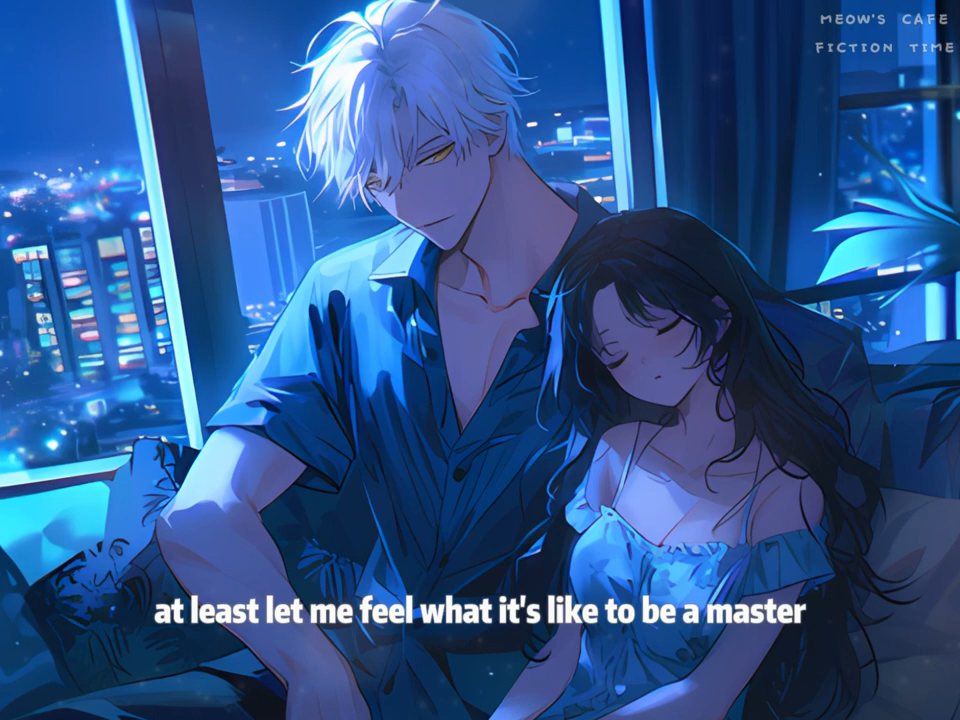 MEOW'S CAFE
FICTION TIME
at least let me feel what it's like to be a master